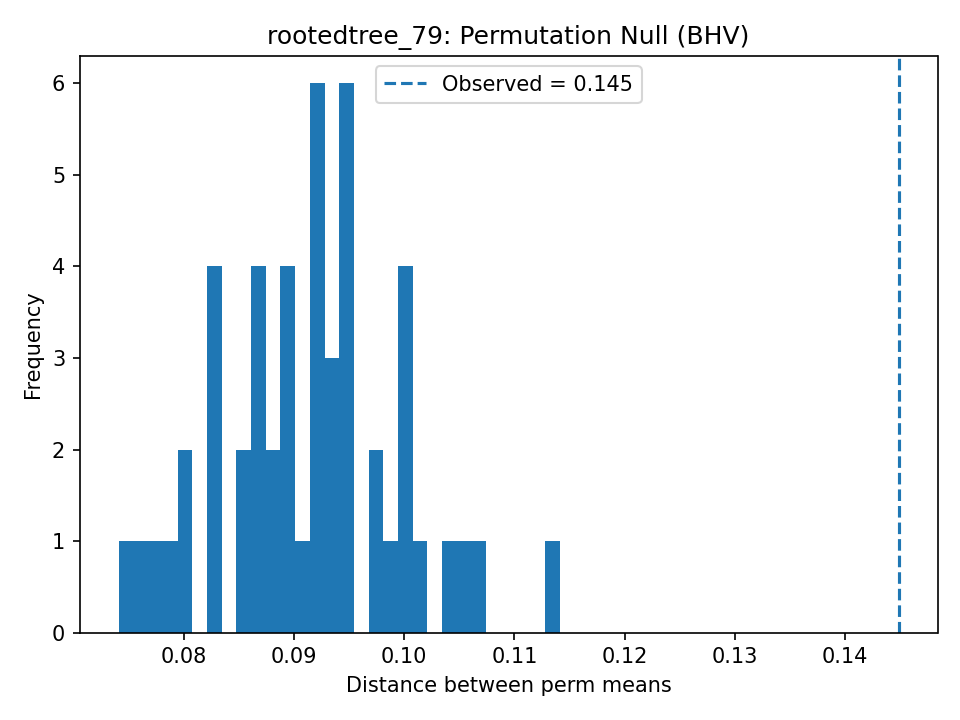 rootedtree_79: Permutation Null (BHV)
Observed = 0.145
6
5
4
3
2
1
0
Frequency
0.08 0.09 0.10 0.11 0.12 0.13 0.14
Distance between perm means